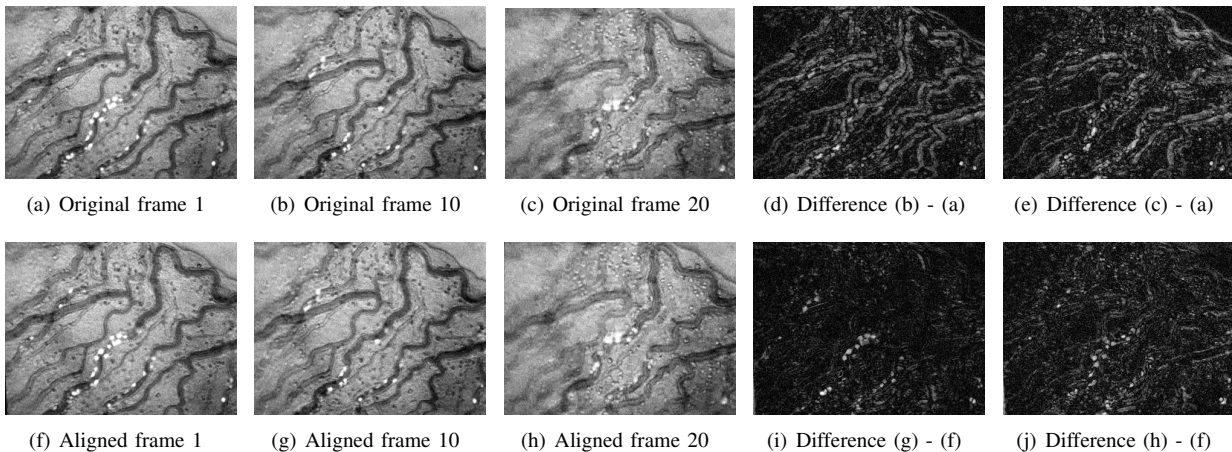 (a) Original frame 1
(b) Original frame 10
(c) Original frame 20
(d) Difference (b) - (a)
(e) Difference (c) - (a)
(f) Aligned frame 1
(g) Aligned frame 10
(h) Aligned frame 20
(i) Difference (g) - (f)
(j) Difference (h) - (f)